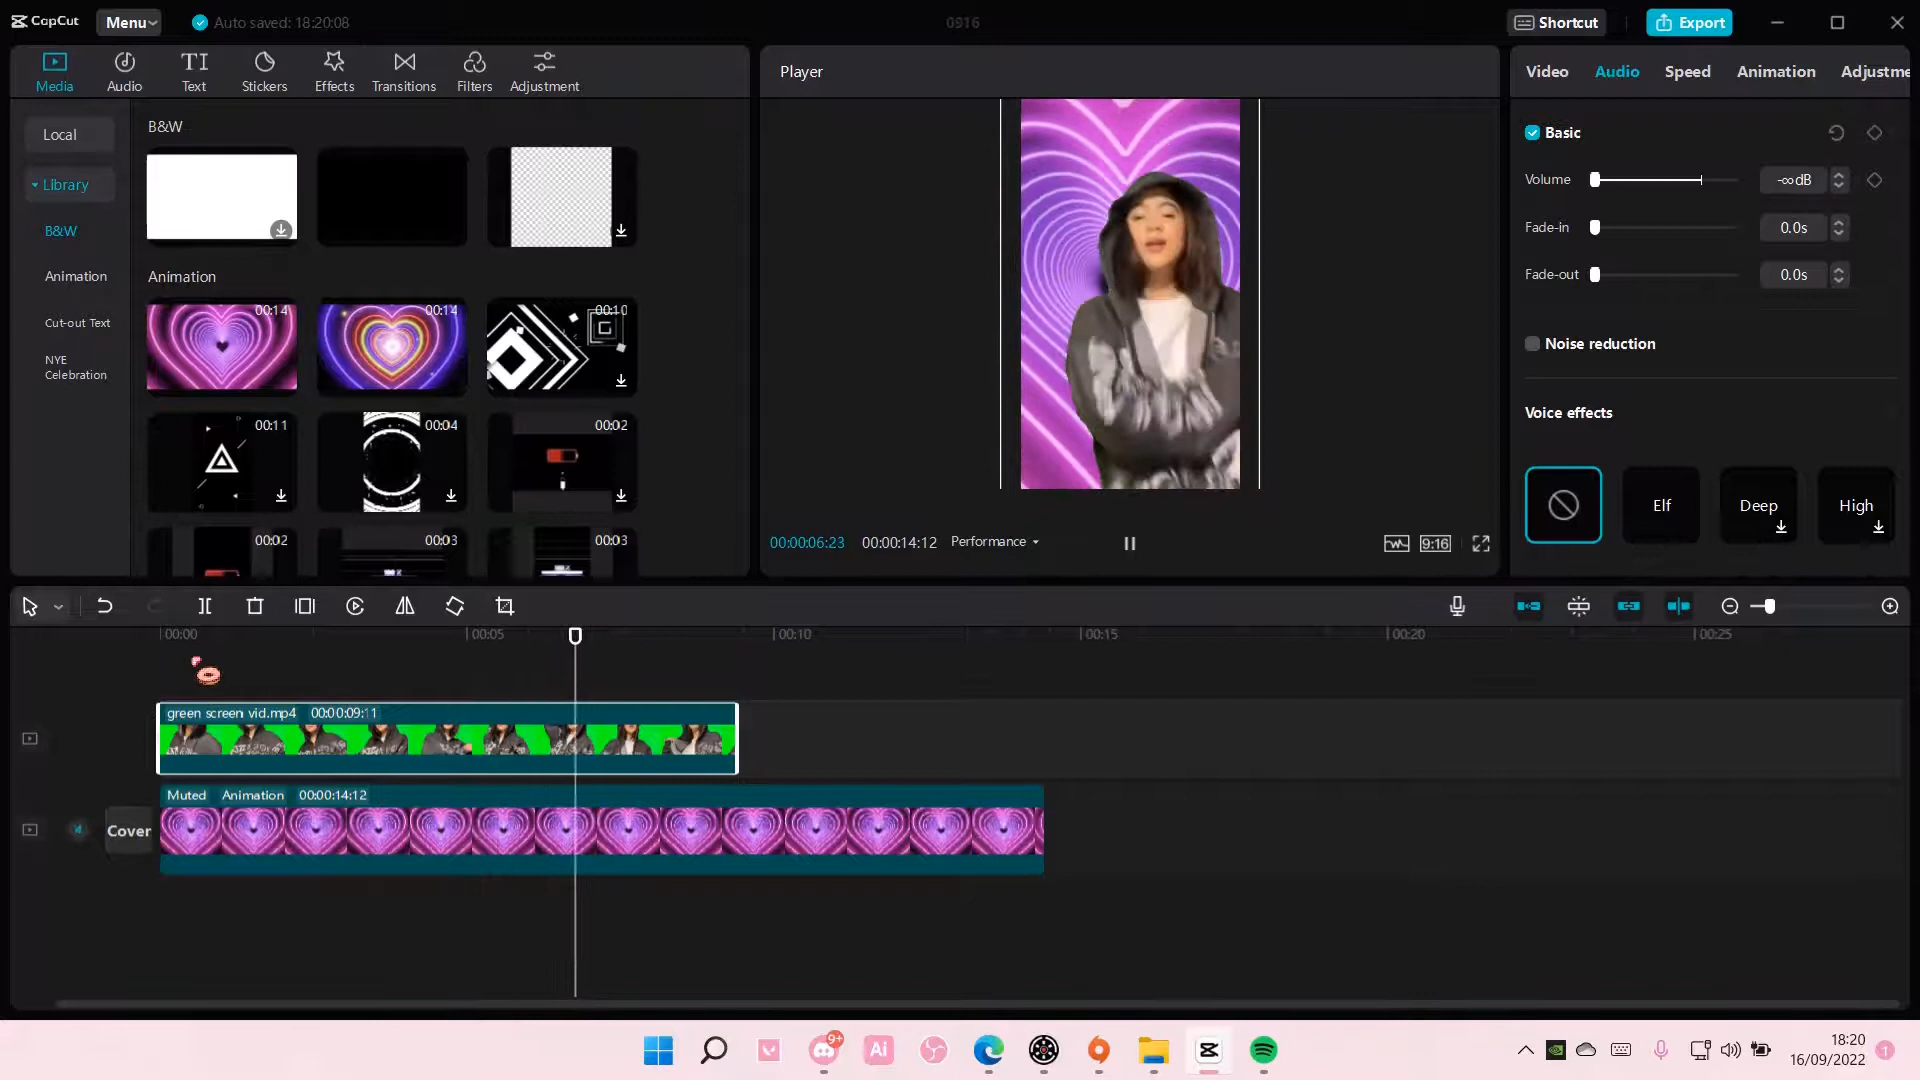 CapCut
Menu
Auto saved: 18:20:08
0916
Shortcut
Export
Media
Audio
Text
Stickers
Effects
Transitions
Filters
Adjustment
Local
Library
B&W
Animation
Cut-out Text
NYE
Celebration
B&W
Animation
00:14
00:14
00:10
00:11
00:04
00:02
00:02
00:03
00:03
Player
00:00:06:23
00:00:14:12
Performance
9:16
Video
Audio
Speed
Animation
Adjustme
Basic
Volume
-∞dB
Fade-in
0.0s
Fade-out
0.0s
Noise reduction
Voice effects
Elf
Deep
High
00:00
00:05
00:10
00:15
00:20
00:25
green screen vid.mp4 00:00:09:11
Muted Animation 00:00:14:12
Cover
9+
Ai
18:20
16/09/2022
1